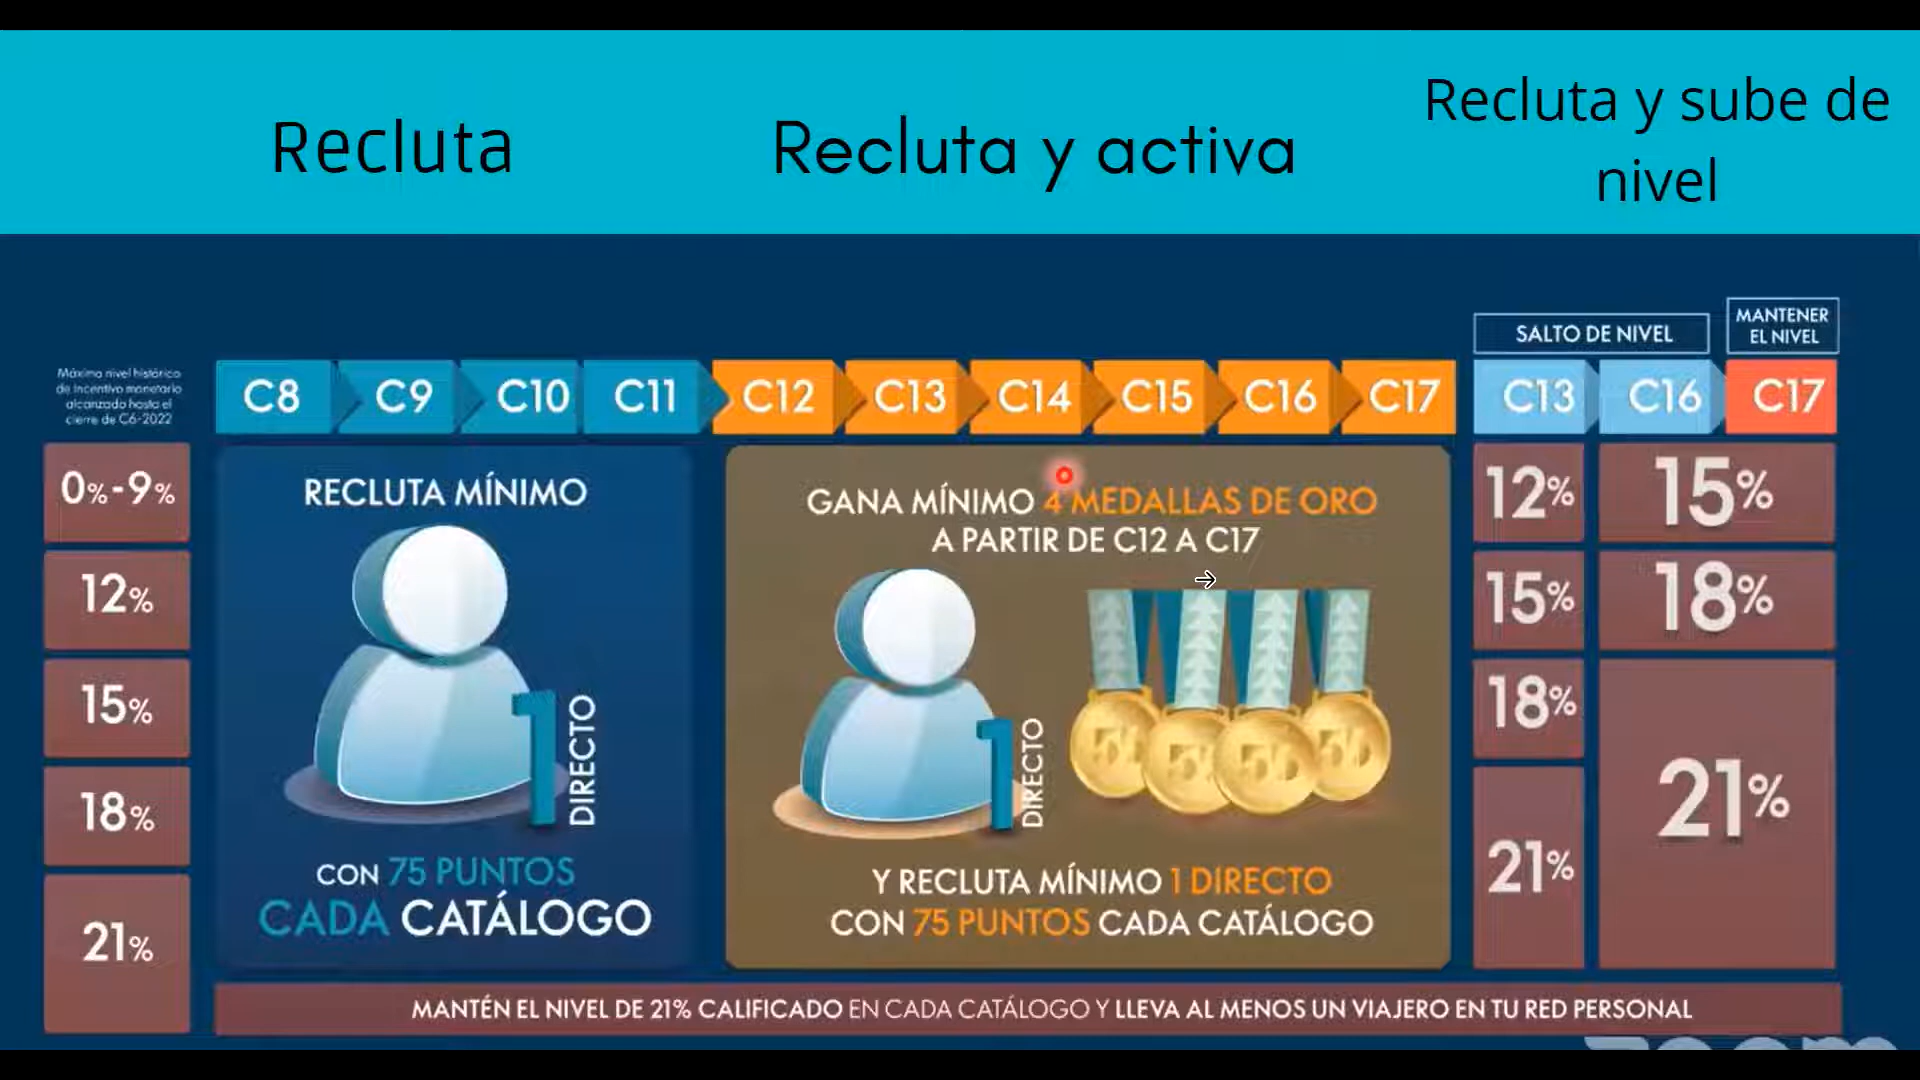 Recluta
Recluta y activa
Recluta y sube de
nivel
SALTO DE NIVEL
MANTENER
EL NIVEL
Máximo nivel histórico
de Incentivo monetario
alcanzado hasta el
cierre de C6-2022
C8
C9
C10
C11
C12
C13
C14
C15
C16
C17
C13
C16
C17
0%-9%
12%
15%
18%
21%
RECLUTA MÍNIMO
1 DIRECTO
CON 75 PUNTOS
CADA CATÁLOGO
GANA MÍNIMO 4 MEDALLAS DE ORO
A PARTIR DE C12 A C17
1 DIRECTO
Y RECLUTA MÍNIMO 1 DIRECTO
CON 75 PUNTOS CADA CATÁLOGO
12%
15%
15%
18%
18%
21%
21%
MANTÉN EL NIVEL DE 21% CALIFICADO EN CADA CATÁLOGO Y LLEVA AL MENOS UN VIAJERO EN TU RED PERSONAL